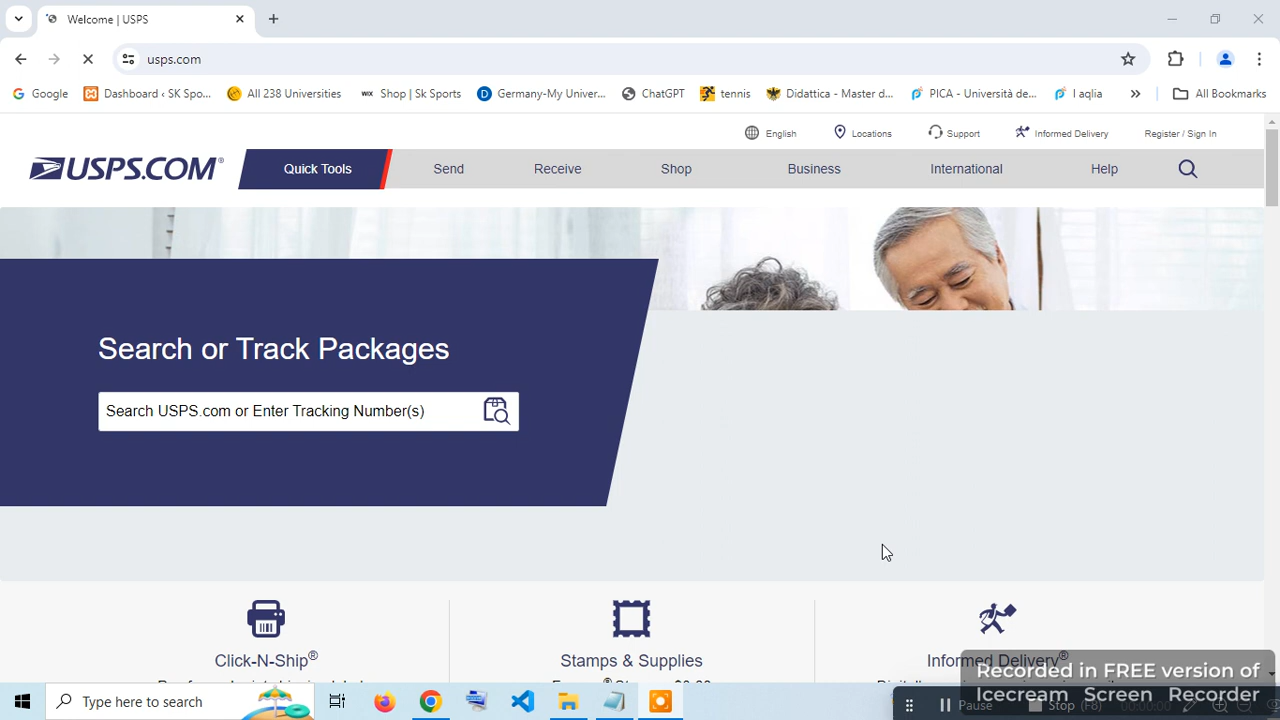 Welcome | USPS
usps.com
Google
Dashboard ‹ SK Spo...
All 238 Universities
WIX Shop | Sk Sports
Germany-My Univer...
ChatGPT
tennis
Didattica - Master d...
PICA - Università de...
I aqlia
All Bookmarks
English
Locations
Support
Informed Delivery
Register / Sign In
USPS.COM®
Quick Tools
Send
Receive
Shop
Business
International
Help
Search or Track Packages
Search USPS.com or Enter Tracking Number(s)
Click-N-Ship®
Stamps & Supplies
Informed Delivery®
Recorded in FREE version of
Icecream Screen Recorder
Type here to search
Pause
Stop (F8)
00:00:00